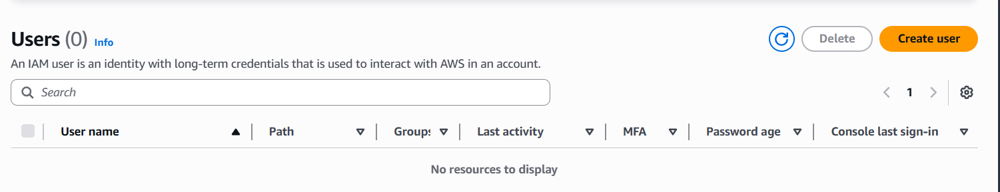 Users (0) Info
Delete
Create user
An IAM user is an identity with long-term credentials that is used to interact with AWS in an account.
Search
1
User name Path Groups Last activity MFA Password age Console last sign-in
No resources to display